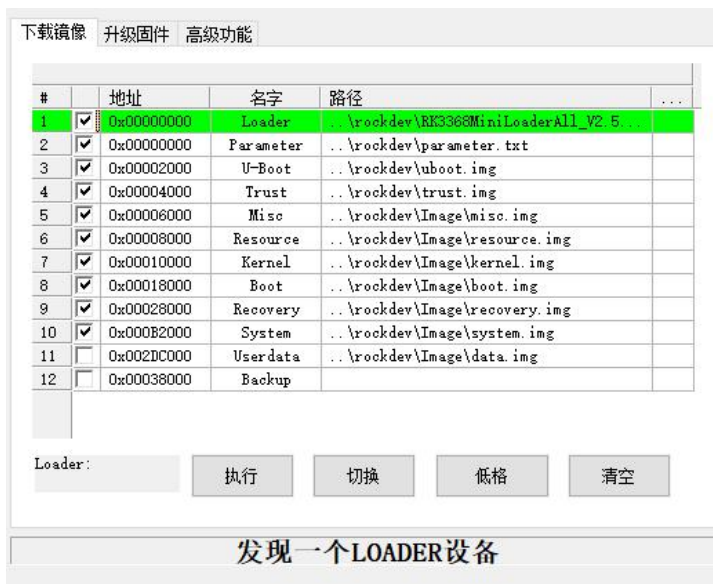 下载镜像 升级固件 高级功能
# 地址 名字 路径 ...
1 0x00000000 Loader ..\rockdev\RK3368MiniLoaderAll_V2.5...
2 0x00000000 Parameter ..\rockdev\parameter.txt
3 0x00002000 U-Boot ..\rockdev\uboot.img
4 0x00004000 Trust ..\rockdev\trust.img
5 0x00006000 Misc ..\rockdev\Image\misc.img
6 0x00008000 Resource ..\rockdev\Image\resource.img
7 0x00010000 Kernel ..\rockdev\Image\kernel.img
8 0x00018000 Boot ..\rockdev\Image\boot.img
9 0x00028000 Recovery ..\rockdev\Image\recovery.img
10 0x000B2000 System ..\rockdev\Image\system.img
11 0x002DC000 Userdata ..\rockdev\Image\data.img
12 0x00038000 Backup
Loader: 执行 切换 低格 清空
发现一个LOADER设备